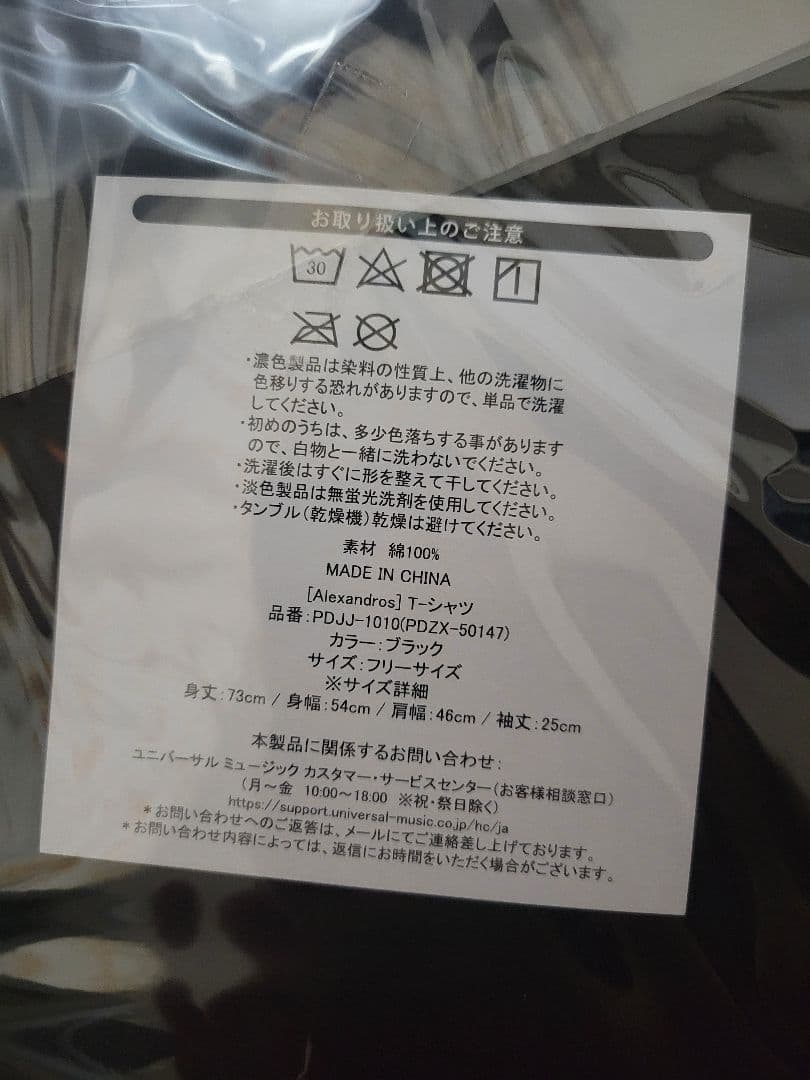 お取り扱い上のご注意
30
・濃色製品は染料の性質上、他の洗濯物に
色移りする恐れがありますので、単品で洗濯
してください。
・初めのうちは、多少色落ちする事があります
ので、白物と一緒に洗わないでください。
・洗濯後はすぐに形を整えて干してください。
・淡色製品は無蛍光洗剤を使用してください。
・タンブル（乾燥機）乾燥は避けてください。
素材 綿100%
MADE IN CHINA
[Alexandros] T-シャツ
品番：PDJJ-1010(PDZX-50147)
カラー：ブラック
サイズ：フリーサイズ
※サイズ詳細
身丈：73cm / 身幅：54cm / 肩幅：46cm / 袖丈：25cm
本製品に関係するお問い合わせ：
ユニバーサル ミュージック カスタマー・サービスセンター（お客様相談窓口）
（月～金 10:00～18:00 ※祝・祭日除く）
https://support.universal-music.co.jp/hc/ja
＊お問い合わせへのご返答は、メールにてご連絡差し上げております。
＊お問い合わせ内容によっては、返信にお時間をいただく場合がございます。